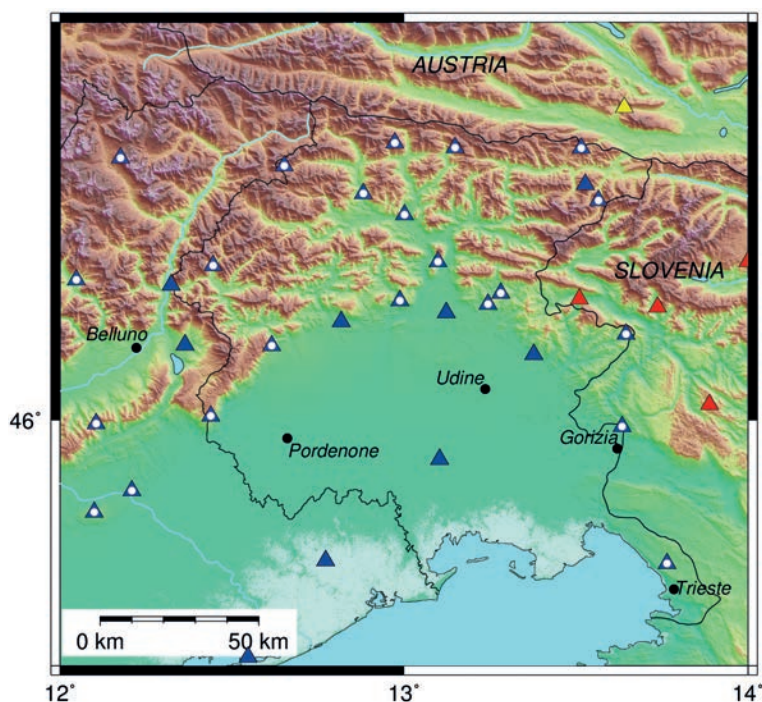 AUSTRIA
SLOVENIA
Belluno
Udine
46°
Pordenone
Gorizia
Trieste
0 km 50 km
12° 13° 14°